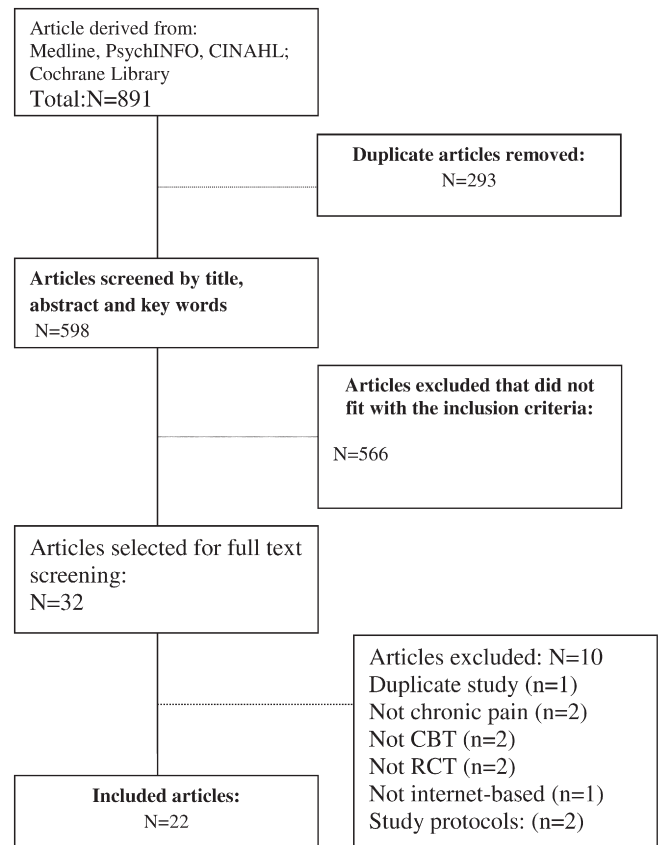 Article derived from:
Medline, PsychINFO, CINAHL;
Cochrane Library
Total:N=891
Duplicate articles removed:
N=293
Articles screened by title,
abstract and key words
N=598
Articles excluded that did not
fit with the inclusion criteria:
N=566
Articles selected for full text
screening:
N=32
Articles excluded: N=10
Duplicate study (n=1)
Not chronic pain (n=2)
Not CBT (n=2)
Not RCT (n=2)
Not internet-based (n=1)
Study protocols: (n=2)
Included articles:
N=22